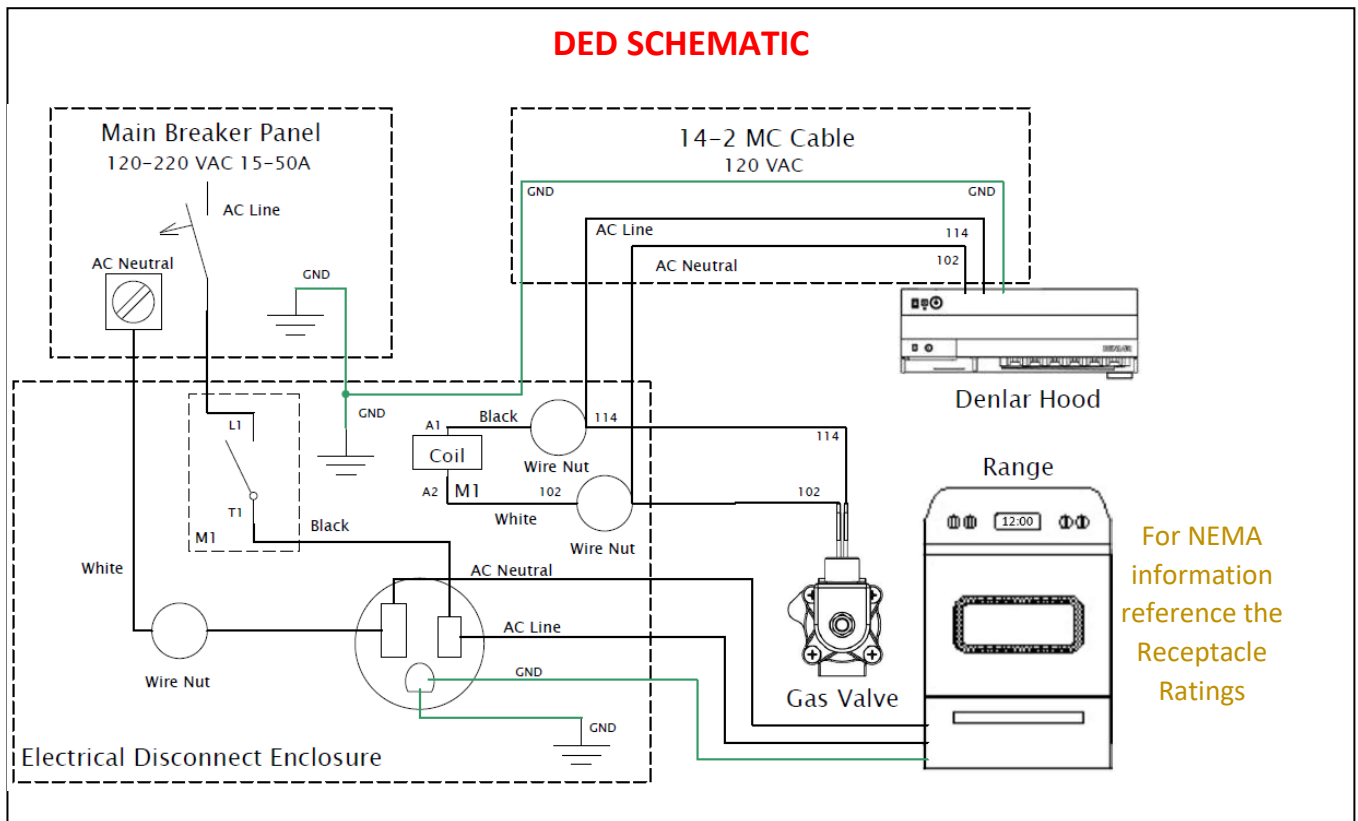 DED SCHEMATIC
Main Breaker Panel
120-220 VAC 15-50A
AC Line
AC Neutral
GND
14-2 MC Cable
120 VAC
GND
GND
AC Line
114
AC Neutral
102
Denlar Hood
GND
L1
T1
M1
Black
White
Wire Nut
A1
Black
114
Coil
Wire Nut
A2
M1
102
White
Wire Nut
114
102
Gas Valve
AC Neutral
AC Line
GND
GND
Electrical Disconnect Enclosure
Range
12:00
For NEMA
information
reference the
Receptacle
Ratings